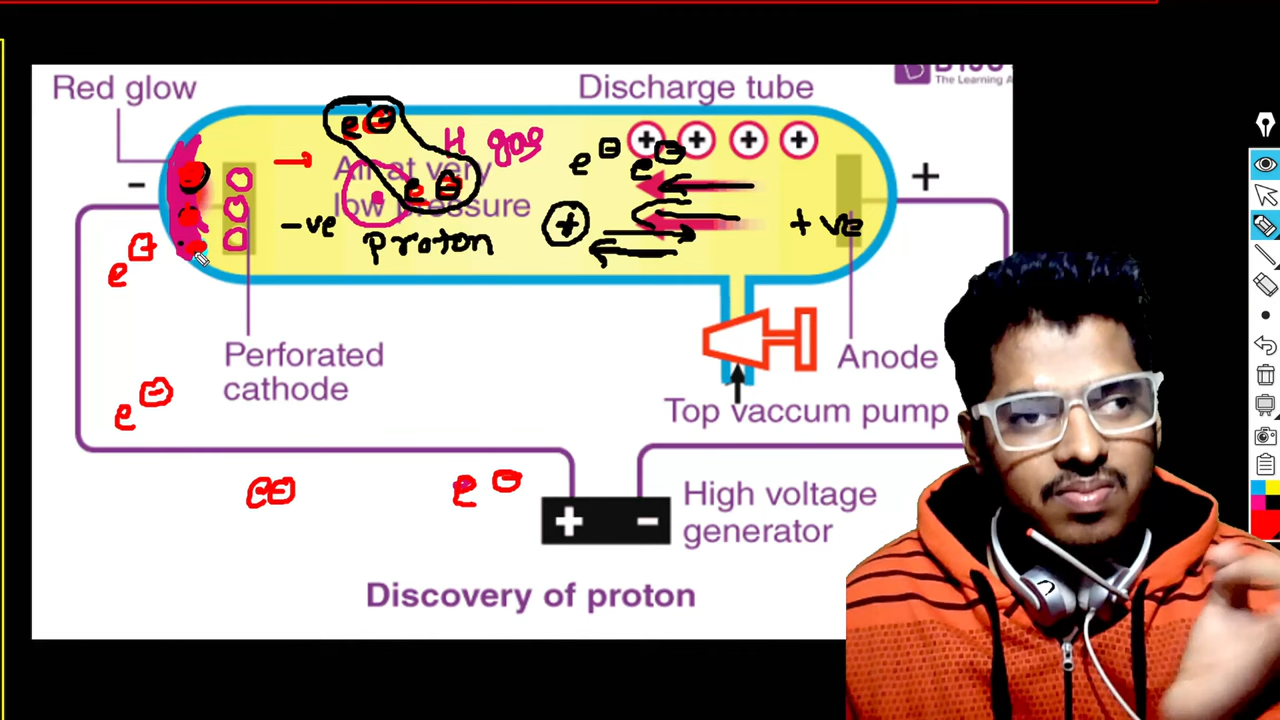 The Learning A
Red glow
Discharge tube
e⊖ e⊖
H gas
+ + + +
e⊖ e⊖
-
→
Air at very
low pressure
e⊖
+
-ve
proton
+
+ve
e
Perforated
cathode
Anode
e⊖
Top vaccum pump
e⊖
e⊖
+ -
High voltage
generator
Discovery of proton